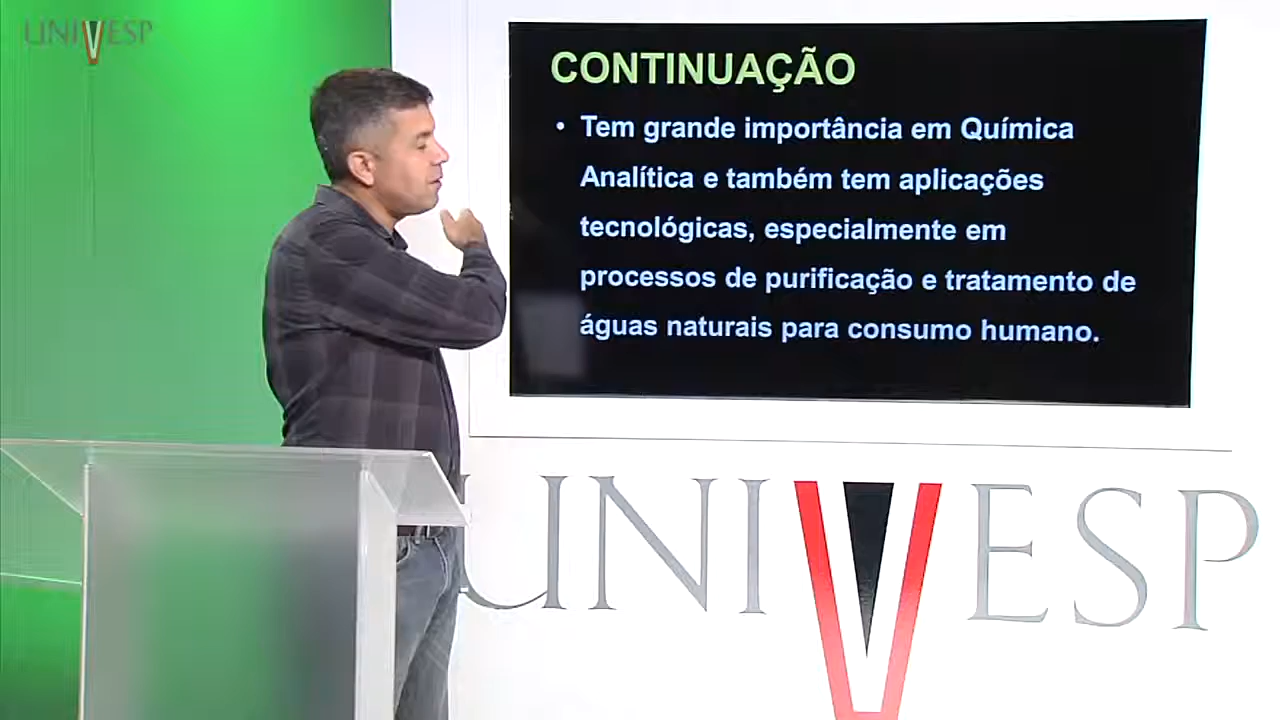 UNIVESP
CONTINUAÇÃO
• Tem grande importância em Química
Analítica e também tem aplicações
tecnológicas, especialmente em
processos de purificação e tratamento de
águas naturais para consumo humano.
UNIVESP